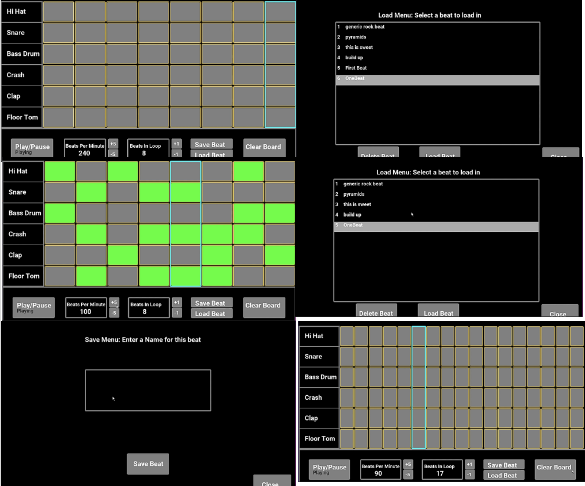 Hi Hat
Snare
Bass Drum
Crash
Clap
Floor Tom
Play/Pause
Playing
Beats Per Minute
240
+5
-5
Beats In Loop
8
+1
-1
Save Beat
Load Beat
Clear Board
Load Menu: Select a beat to load in
1 generic rock beat
2 pyramids
3 this is sweet
4 build up
5 First Beat
6 OneBeat
Delete Beat
Load Beat
Close
Hi Hat
Snare
Bass Drum
Crash
Clap
Floor Tom
Play/Pause
Playing
Beats Per Minute
100
+5
-5
Beats In Loop
8
+1
-1
Save Beat
Load Beat
Clear Board
Load Menu: Select a beat to load in
1 generic rock beat
2 pyramids
3 this is sweet
4 build up
5 OneBeat
Delete Beat
Load Beat
Close
Save Menu: Enter a Name for this beat
Save Beat
Close
Hi Hat
Snare
Bass Drum
Crash
Clap
Floor Tom
Play/Pause
Playing
Beats Per Minute
90
+5
-5
Beats In Loop
17
+1
-1
Save Beat
Load Beat
Clear Board